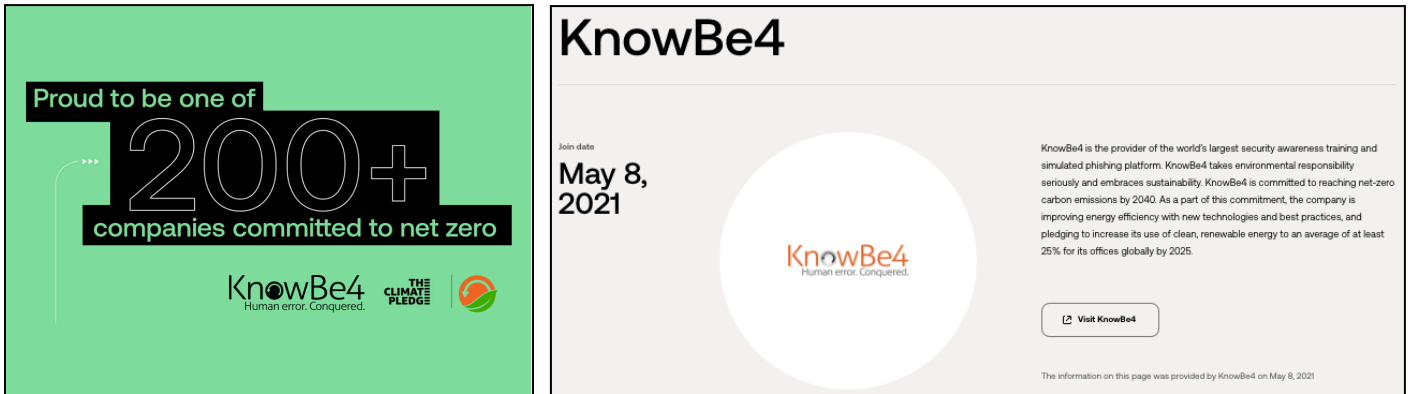 Proud to be one of
200+
companies committed to net zero
KnowBe4
Human error. Conquered.
THE
CLIMATE
PLEDGE
KnowBe4
Join date
May 8,
2021
KnowBe4
Human error. Conquered.
KnowBe4 is the provider of the world's largest security awareness training and
simulated phishing platform. KnowBe4 takes environmental responsibility
seriously and embraces sustainability. KnowBe4 is committed to reaching net-zero
carbon emissions by 2040. As a part of this commitment, the company is
improving energy efficiency with new technologies and best practices, and
pledging to increase its use of clean, renewable energy to an average of at least
25% for its offices globally by 2025.
Visit KnowBe4
The information on this page was provided by KnowBe4 on May 8, 2021